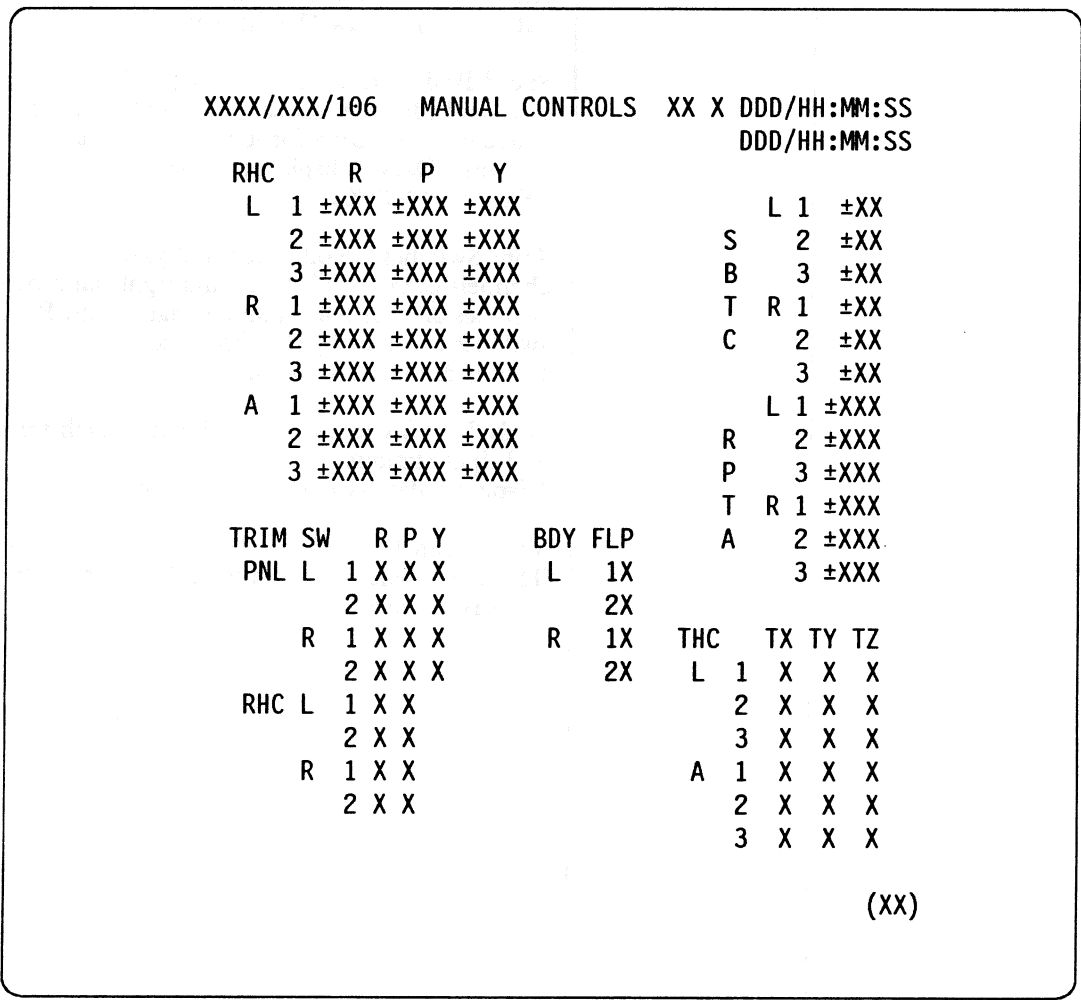 XXXX/XXX/106   MANUAL CONTROLS   XX X DDD/HH:MM:SS
                                      DDD/HH:MM:SS
  RHC     R    P    Y
   L  1 ±XXX ±XXX ±XXX                  L 1  ±XX
      2 ±XXX ±XXX ±XXX               S    2  ±XX
      3 ±XXX ±XXX ±XXX               B    3  ±XX
   R  1 ±XXX ±XXX ±XXX               T  R 1  ±XX
      2 ±XXX ±XXX ±XXX               C    2  ±XX
      3 ±XXX ±XXX ±XXX                    3  ±XX
   A  1 ±XXX ±XXX ±XXX                  L 1 ±XXX
      2 ±XXX ±XXX ±XXX               R    2 ±XXX
      3 ±XXX ±XXX ±XXX               P    3 ±XXX
                                     T  R 1 ±XXX
  TRIM SW   R P Y      BDY FLP       A    2 ±XXX
   PNL L  1 X X X       L   1X            3 ±XXX
          2 X X X           2X
       R  1 X X X       R   1X   THC   TX TY TZ
          2 X X X           2X    L  1  X  X  X
   RHC L  1 X X                      2  X  X  X
          2 X X                      3  X  X  X
       R  1 X X                   A  1  X  X  X
          2 X X                      2  X  X  X
                                     3  X  X  X
                                              (XX)